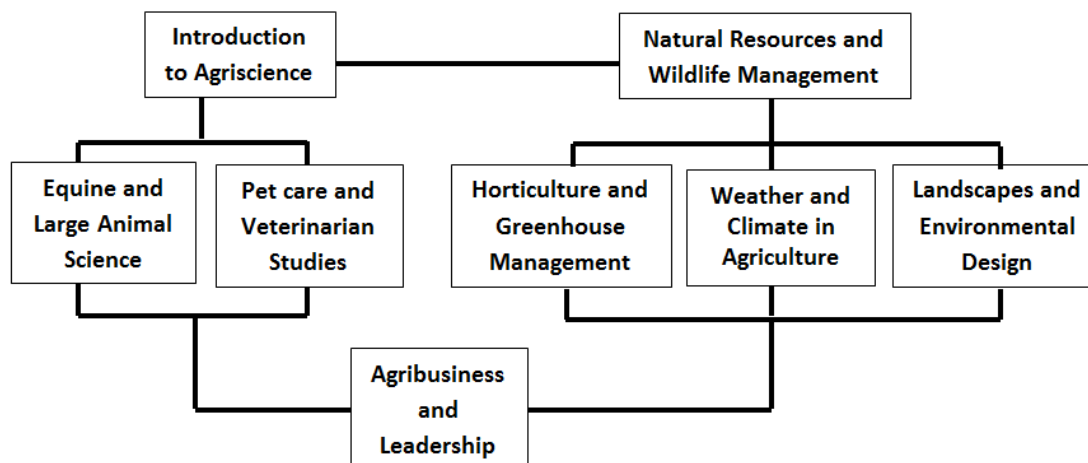 Introduction
to Agriscience
Natural Resources and
Wildlife Management
Equine and
Large Animal
Science
Pet care and
Veterinarian
Studies
Horticulture and
Greenhouse
Management
Weather and
Climate in
Agriculture
Landscapes and
Environmental
Design
Agribusiness
and
Leadership